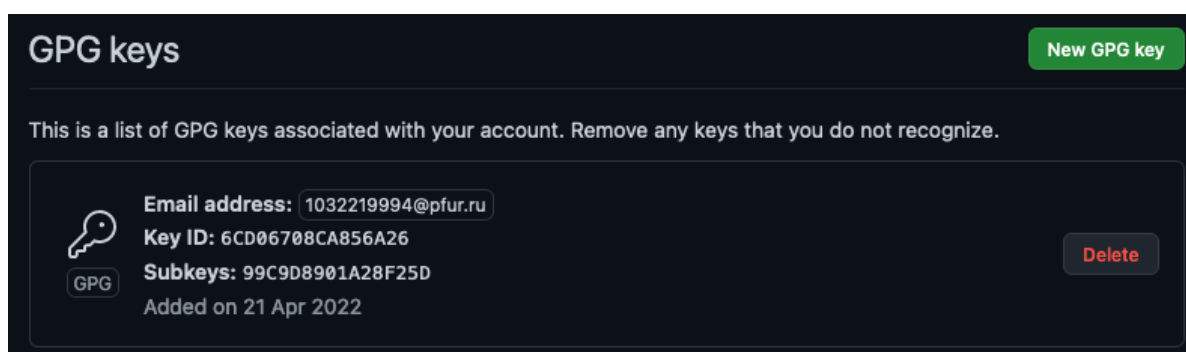 GPG keys
New GPG key
This is a list of GPG keys associated with your account. Remove any keys that you do not recognize.
Email address: 1032219994@pfur.ru
Key ID: 6CD06708CA856A26
GPG
Subkeys: 99C9D8901A28F25D
Added on 21 Apr 2022
Delete